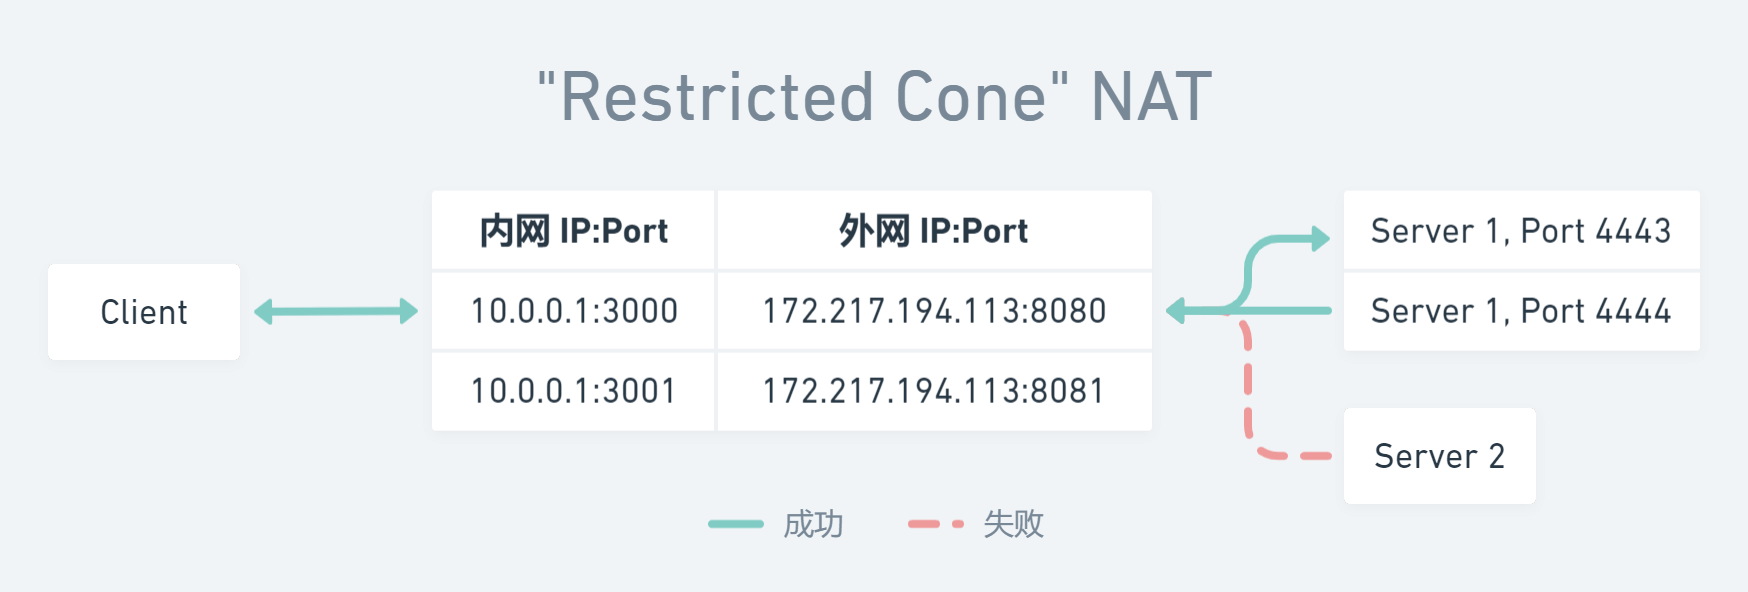 "Restricted Cone" NAT
内网 IP:Port
外网 IP:Port
Server 1, Port 4443
Client
10.0.0.1:3000
172.217.194.113:8080
Server 1, Port 4444
10.0.0.1:3001
172.217.194.113:8081
Server 2
成功
失败